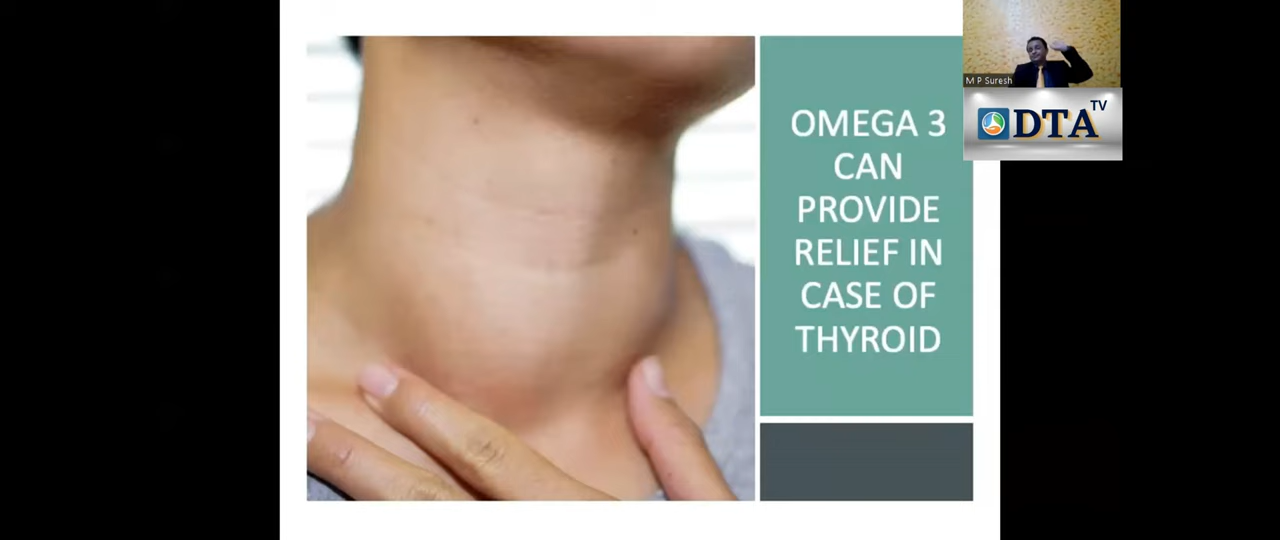 OMEGA 3
CAN
PROVIDE
RELIEF IN
CASE OF
THYROID
M P Suresh
DTA TV